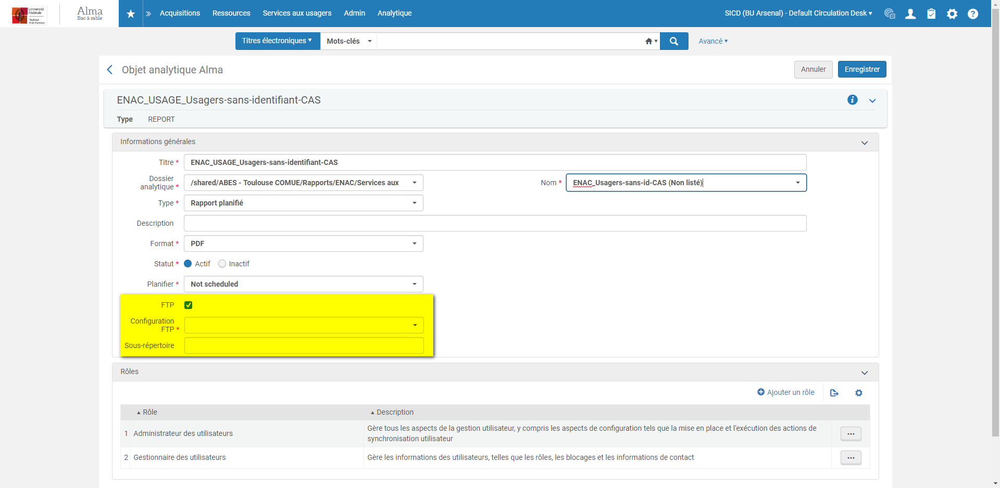 Université
Fédérale
Toulouse
Midi-Pyrénées
Alma
Bac à sable
Acquisitions
Ressources
Services aux usagers
Admin
Analytique
SICD (BU Arsenal) - Default Circulation Desk
Titres électroniques
Mots-clés
Avancé
Objet analytique Alma
Annuler
Enregistrer
ENAC_USAGE_Usagers-sans-identifiant-CAS
Type REPORT
Informations générales
Titre * ENAC_USAGE_Usagers-sans-identifiant-CAS
Dossier
analytique * /shared/ABES - Toulouse COMUE/Rapports/ENAC/Services aux
Nom * ENAC_Usagers-sans-id-CAS (Non listé)
Type * Rapport planifié
Description
Format * PDF
Statut * Actif Inactif
Planifier * Not scheduled
FTP
Configuration
FTP *
Sous-répertoire
Rôles
Ajouter un rôle
Rôle Description
1 Administrateur des utilisateurs Gère tous les aspects de la gestion utilisateur, y compris les aspects de configuration tels que la mise en place et l'exécution des actions de
synchronisation utilisateur
2 Gestionnaire des utilisateurs Gère les informations des utilisateurs, telles que les rôles, les blocages et les informations de contact